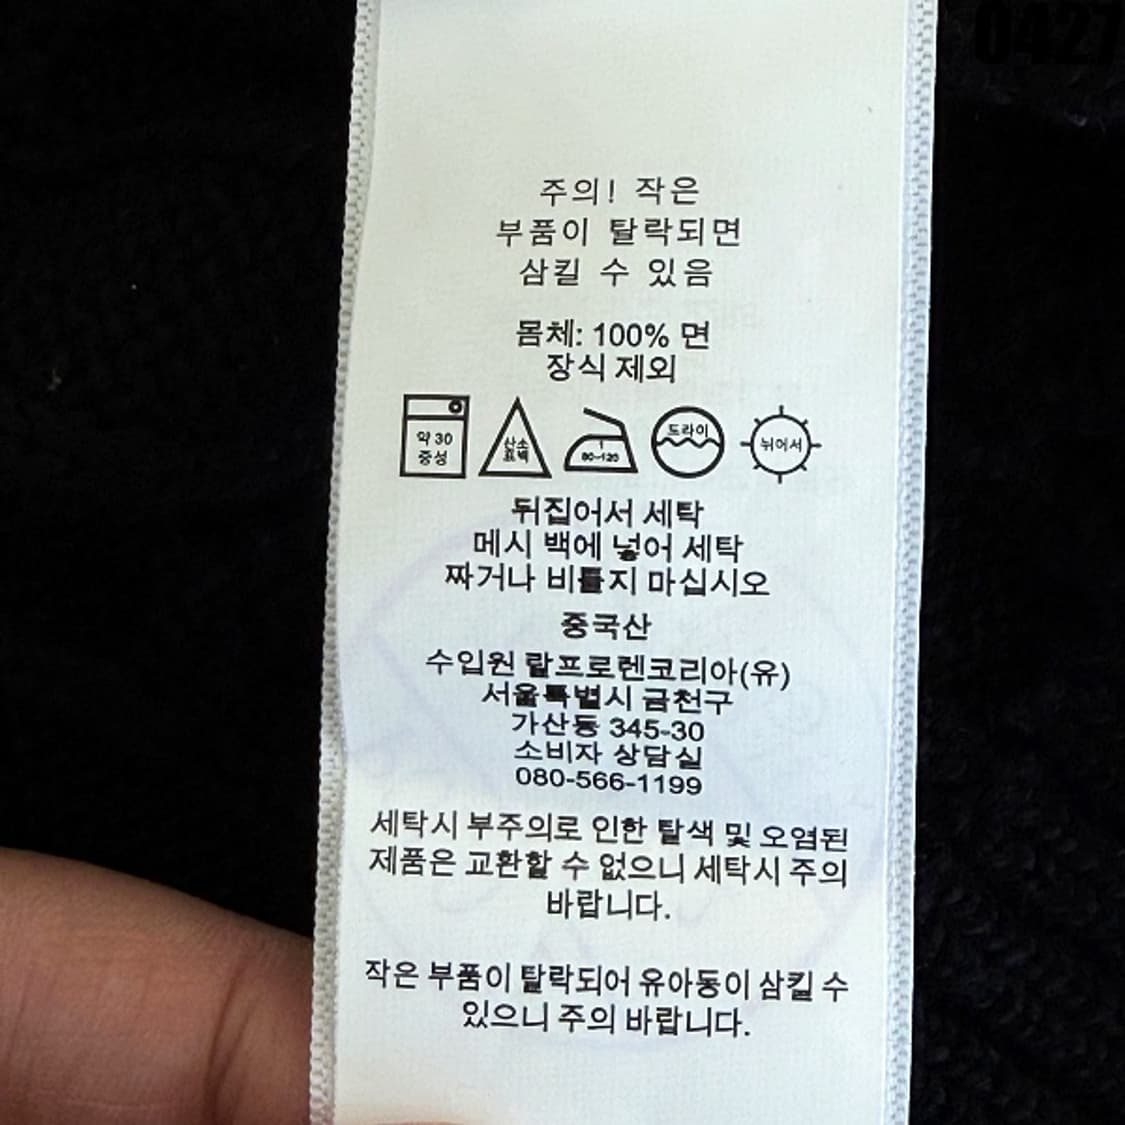 0427
주의! 작은
부품이 탈락되면
삼킬 수 있음
몸체: 100% 면
장식 제외
약 30
중성
산소
표백
1
80~120
드라이
뉘어서
뒤집어서 세탁
메시 백에 넣어 세탁
짜거나 비틀지 마십시오
중국산
수입원 랄프로렌코리아(유)
서울특별시 금천구
가산동 345-30
소비자 상담실
080-566-1199
세탁시 부주의로 인한 탈색 및 오염된
제품은 교환할 수 없으니 세탁시 주의
바랍니다.
작은 부품이 탈락되어 유아동이 삼킬 수
있으니 주의 바랍니다.